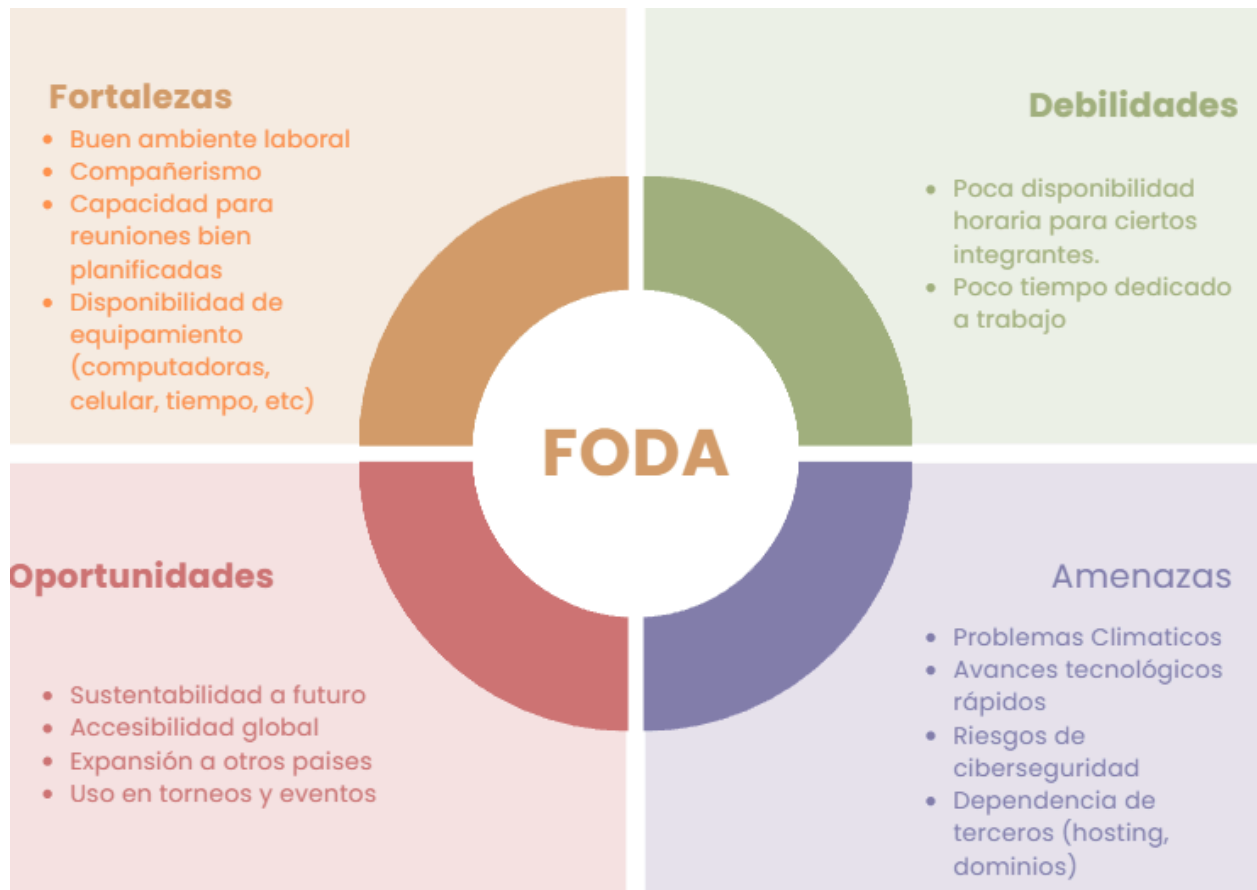 Fortalezas
• Buen ambiente laboral
• Compañerismo
• Capacidad para
reuniones bien
planificadas
• Disponibilidad de
equipamiento
(computadoras,
celular, tiempo, etc)
Debilidades
• Poca disponibilidad
horaria para ciertos
integrantes.
• Poco tiempo dedicado
a trabajo
FODA
Oportunidades
• Sustentabilidad a futuro
• Accesibilidad global
• Expansión a otros paises
• Uso en torneos y eventos
Amenazas
• Problemas Climaticos
• Avances tecnológicos
rápidos
• Riesgos de
ciberseguridad
• Dependencia de
terceros (hosting,
dominios)